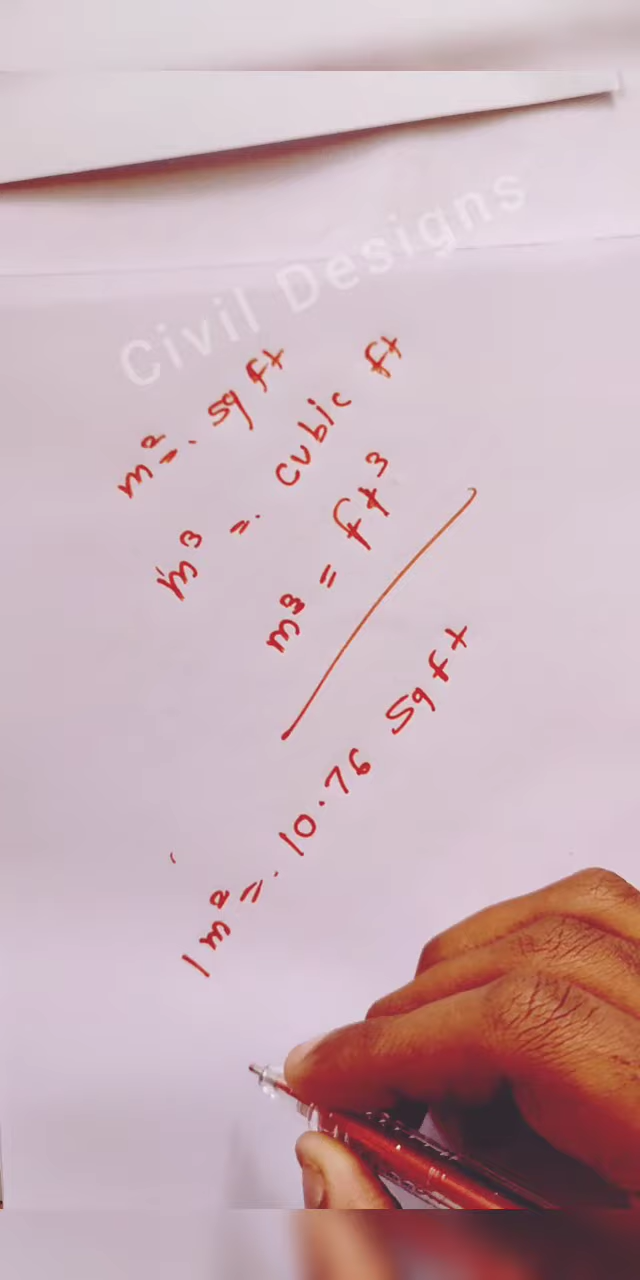 Civil Designs
m² = . sq ft
m³ = . cubic ft
m³ = ft³
1 m² = . 10.76 sq ft